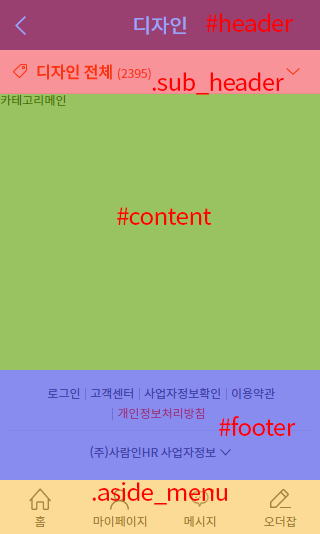 디자인 #header
디자인 전체 (2395)
.sub_header
카테고리메인
#content
로그인 | 고객센터 | 사업자정보확인 | 이용약관
| 개인정보처리방침
#footer
(주)사람인HR 사업자정보
.aside_menu
홈 마이페이지 메시지 오더잡